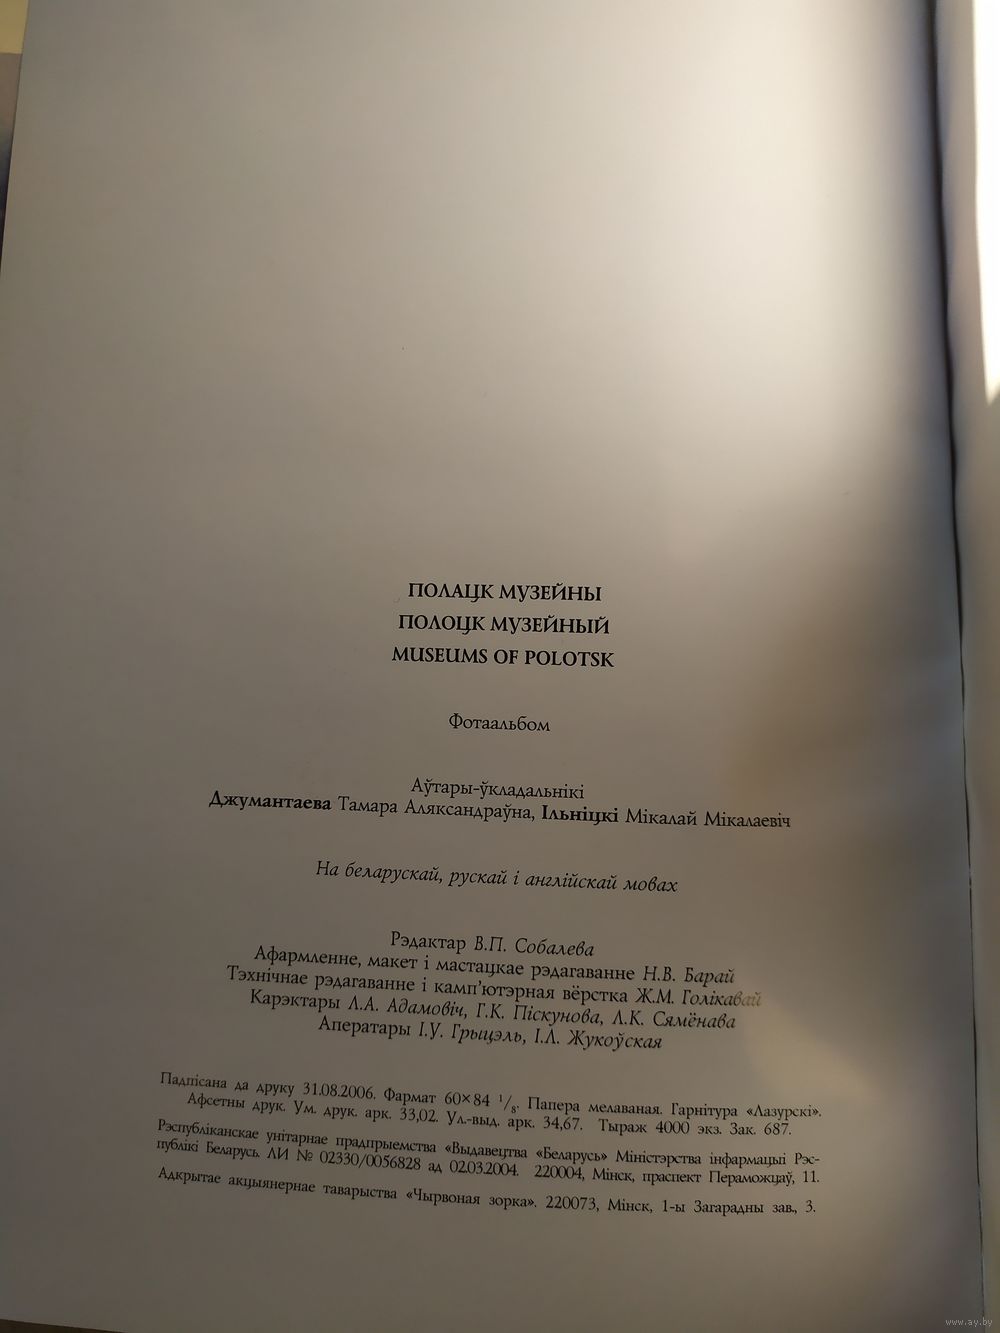 ПОЛАЦК МУЗЕЙНЫ
ПОЛОЦК МУЗЕЙНЫЙ
MUSEUMS OF POLOTSK
Фотаальбом
Аўтары-ўкладальнікі
Джумантаева Тамара Аляксандраўна, Ільніцкі Мікалай Мікалаевіч
На беларускай, рускай і англійскай мовах
Рэдактар В.П. Собалева
Афармленне, макет і мастацкае рэдагаванне Н.В. Барай
Тэхнічнае рэдагаванне і камп'ютэрная вёрстка Ж.М. Голікавай
Карэктары Л.А. Адамовіч, Г.К. Піскунова, Л.К. Сямёнава
Аператары І.У. Грыцэль, І.Л. Жукоўская
Падпісана да друку 31.08.2006. Фармат 60×84 1/8. Папера мелаваная. Гарнітура «Лазурскі».
Афсетны друк. Ум. друк. арк. 33,02. Ул.-выд. арк. 34,67. Тыраж 4000 экз. Зак. 687.
Рэспубліканскае унітарнае прадпрыемства «Выдавецтва «Беларусь» Міністэрства інфармацыі Рэс-
публікі Беларусь. ЛИ № 02330/0056828 ад 02.03.2004. 220004, Мінск, праспект Пераможцаў, 11.
Адкрытае акцыянернае таварыства «Чырвоная зорка». 220073, Мінск, 1-ы Загарадны зав., 3.
www.ay.by